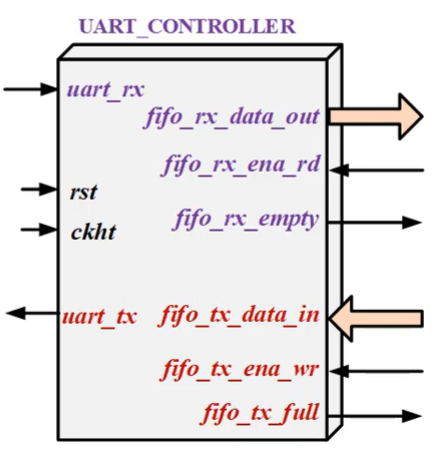 UART_CONTROLLER
uart_rx
fifo_rx_data_out
fifo_rx_ena_rd
rst
fifo_rx_empty
ckht
uart_tx fifo_tx_data_in
fifo_tx_ena_wr
fifo_tx_full